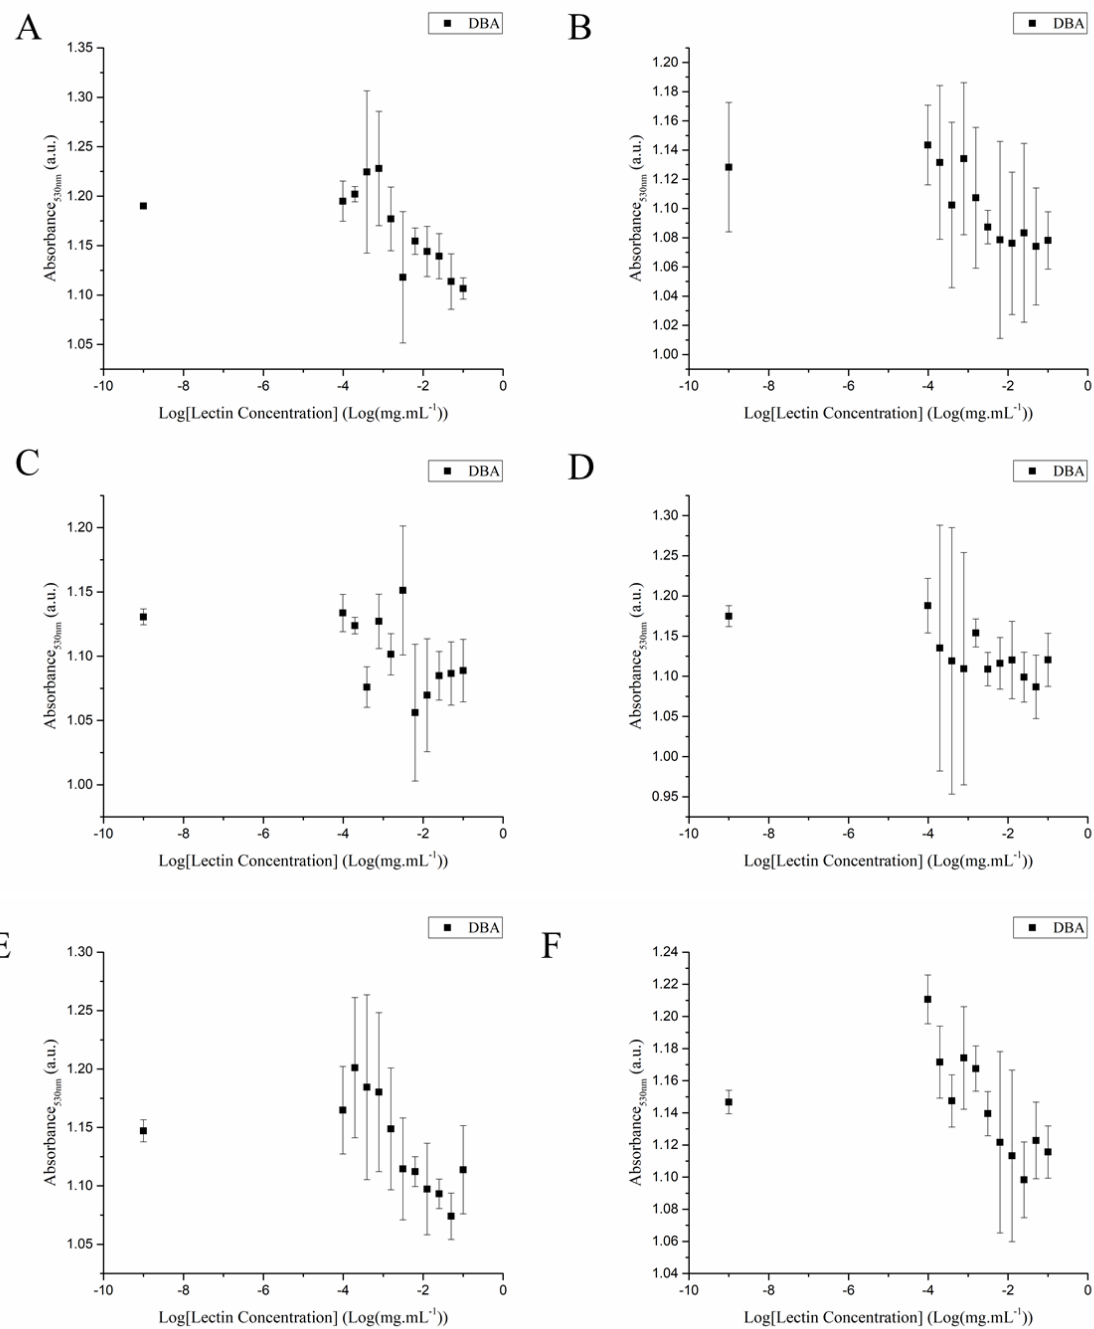 A
DBA
1.35
1.30
1.25
1.20
1.15
1.10
1.05
Absorbance530nm (a.u.)
-10 -8 -6 -4 -2 0
Log[Lectin Concentration] (Log(mg.mL-1))
B
DBA
1.20
1.18
1.16
1.14
1.12
1.10
1.08
1.06
1.04
1.02
1.00
Absorbance530nm (a.u.)
-10 -8 -6 -4 -2 0
Log[Lectin Concentration] (Log(mg.mL-1))
C
DBA
1.20
1.15
1.10
1.05
1.00
Absorbance530nm (a.u.)
-10 -8 -6 -4 -2 0
Log[Lectin Concentration] (Log(mg.mL-1))
D
DBA
1.30
1.25
1.20
1.15
1.10
1.05
1.00
0.95
Absorbance530nm (a.u.)
-10 -8 -6 -4 -2 0
Log[Lectin Concentration] (Log(mg.mL-1))
E
DBA
1.30
1.25
1.20
1.15
1.10
1.05
Absorbance530nm (a.u.)
-10 -8 -6 -4 -2 0
Log[Lectin Concentration] (Log(mg.mL-1))
F
DBA
1.24
1.22
1.20
1.18
1.16
1.14
1.12
1.10
1.08
1.06
1.04
Absorbance530nm (a.u.)
-10 -8 -6 -4 -2 0
Log[Lectin Concentration] (Log(mg.mL-1))